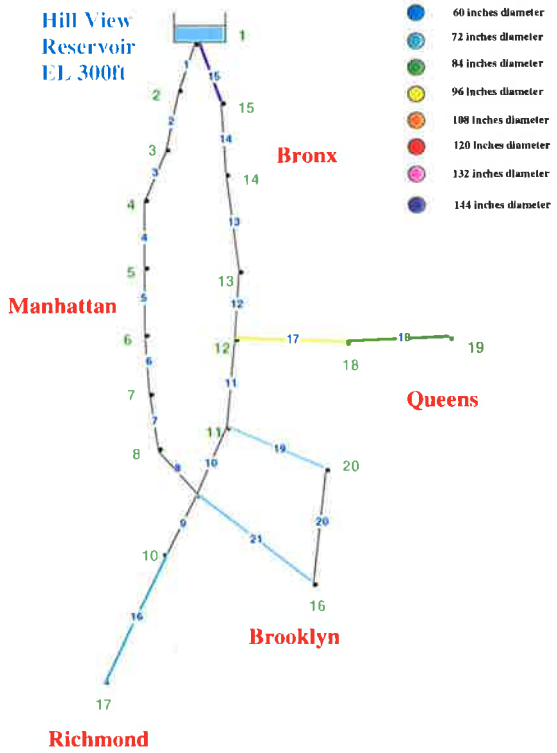 Hill View
Reservoir
EL 300ft
1
60 inches diameter
72 inches diameter
84 inches diameter
96 Inches diameter
108 Inches diameter
120 Inches diameter
132 inches diameter
144 inches diameter
1
15
2
15
2
14
Bronx
3
3
14
4
13
4
5
13
Manhattan
5
12
6
12
17
18
18
19
6
11
Queens
7
7
11
8
8
10
19
20
9
20
10
21
16
16
Brooklyn
17
Richmond